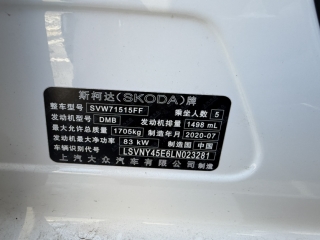 斯柯达(SKODA)牌
整车型号 SVW71515FF 乘坐人数 5
发动机型号 DMB 发动机排量 1498 mL
最大允许总质量 1705kg 制造年月 2020-07
发动机最大净功率 83 kW 制造国 中国
车辆识别代号 LSVNY45E6LN023281
上汽大众汽车有限公司
制造